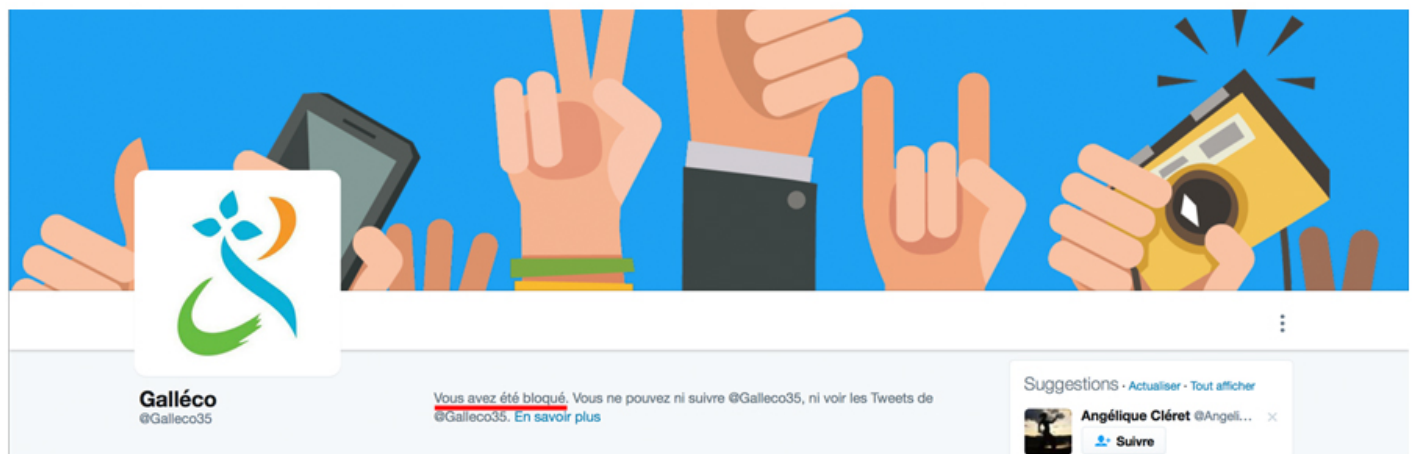 Galléco
@Galleco35
Vous avez été bloqué. Vous ne pouvez ni suivre @Galleco35, ni voir les Tweets de
@Galleco35. En savoir plus
Suggestions · Actualiser · Tout afficher
Angélique Cléret @Angeli...
Suivre